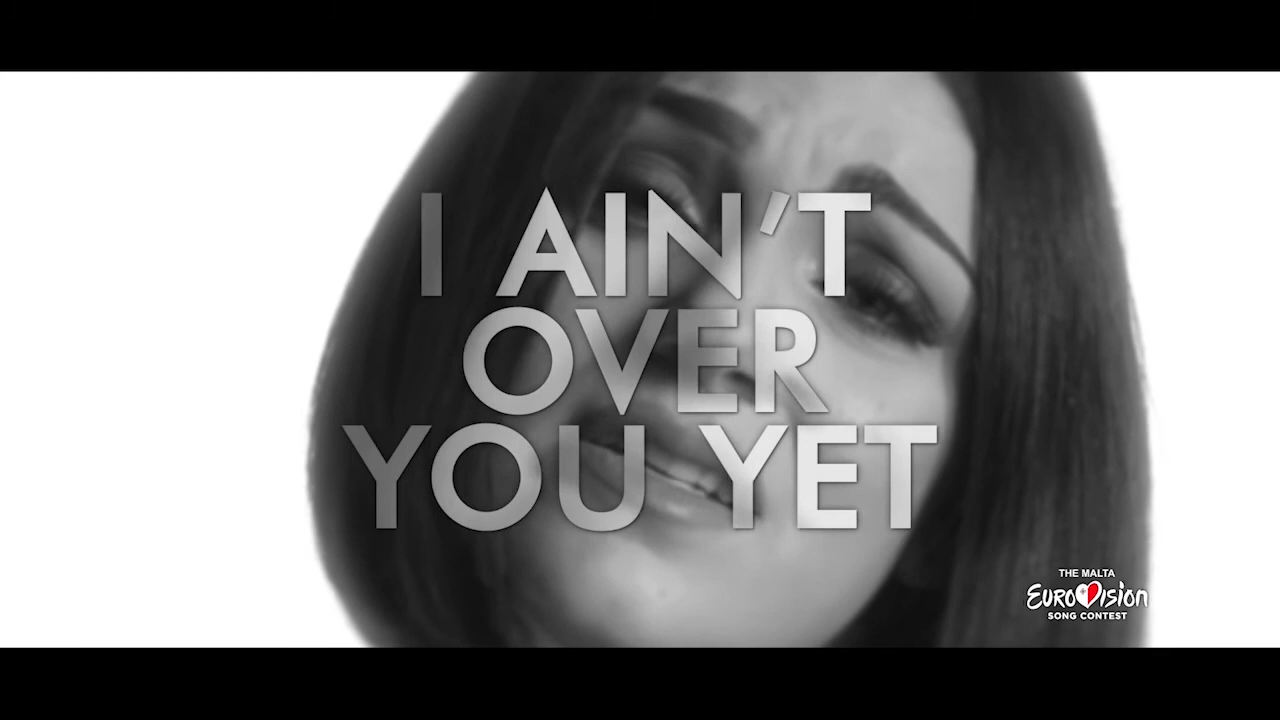 I AIN'T
OVER
YOU YET
THE MALTA
EUROVISION
SONG CONTEST